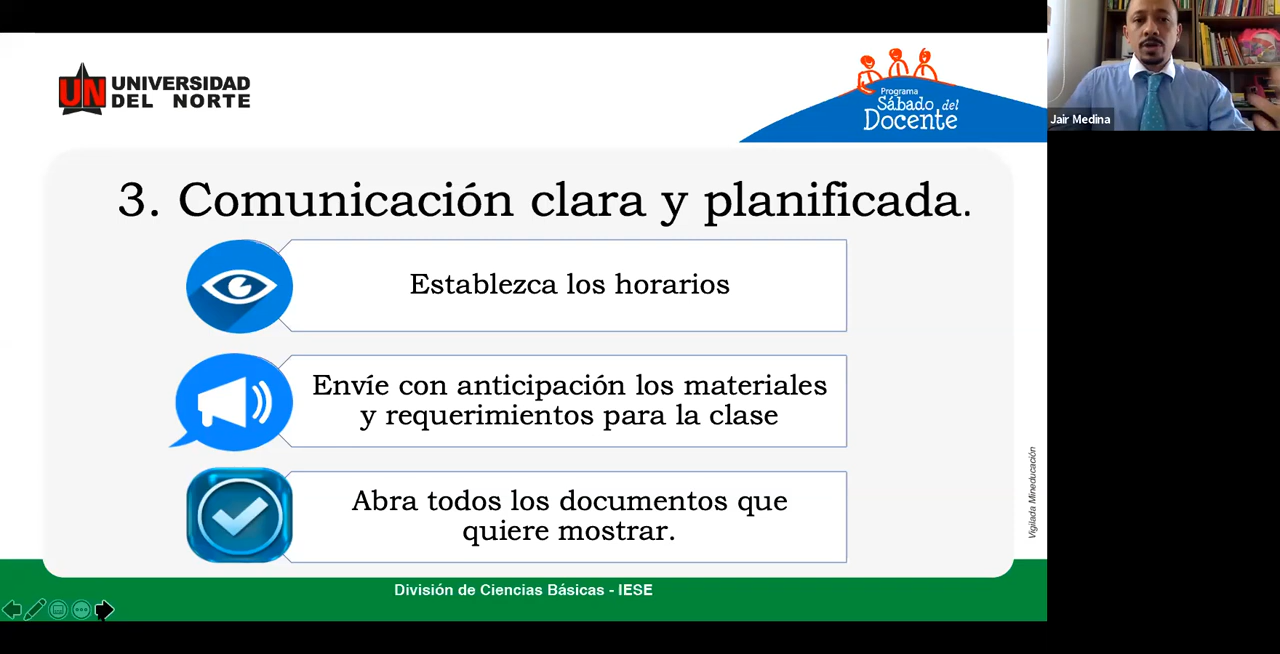 UN UNIVERSIDAD
DEL NORTE
Programa
Sábado del
Docente
Jair Medina
3. Comunicación clara y planificada.
Establezca los horarios
Envíe con anticipación los materiales
y requerimientos para la clase
Abra todos los documentos que
quiere mostrar.
Vigilada Mineducación
División de Ciencias Básicas - IESE